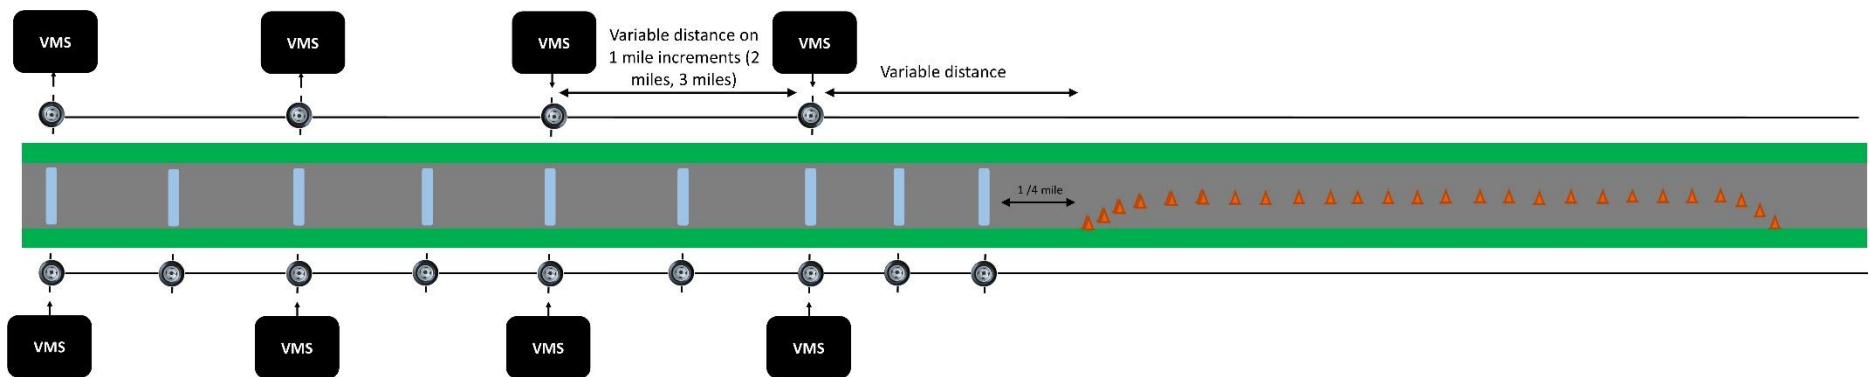 VMS
VMS
VMS
Variable distance on
1 mile increments (2
miles, 3 miles)
VMS
Variable distance
1 /4 mile
VMS
VMS
VMS
VMS